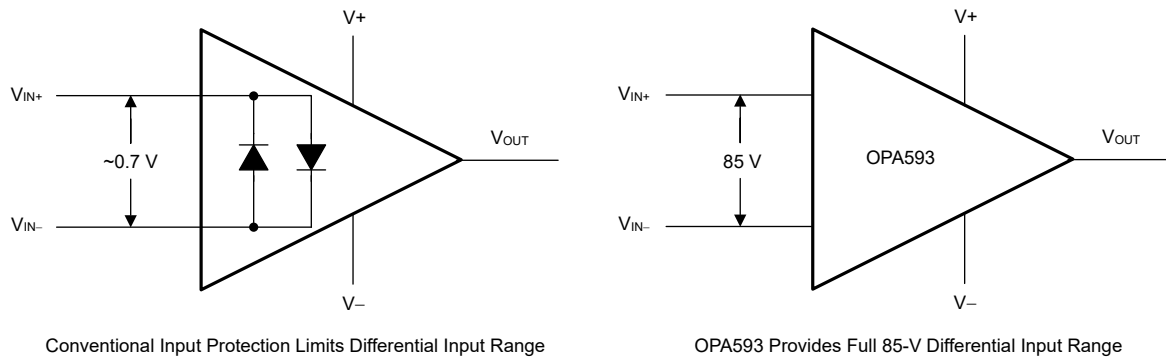 V+
VIN+
~0.7 V
VOUT
VIN–
V–
Conventional Input Protection Limits Differential Input Range
V+
VIN+
85 V
OPA593
VOUT
VIN–
V–
OPA593 Provides Full 85-V Differential Input Range